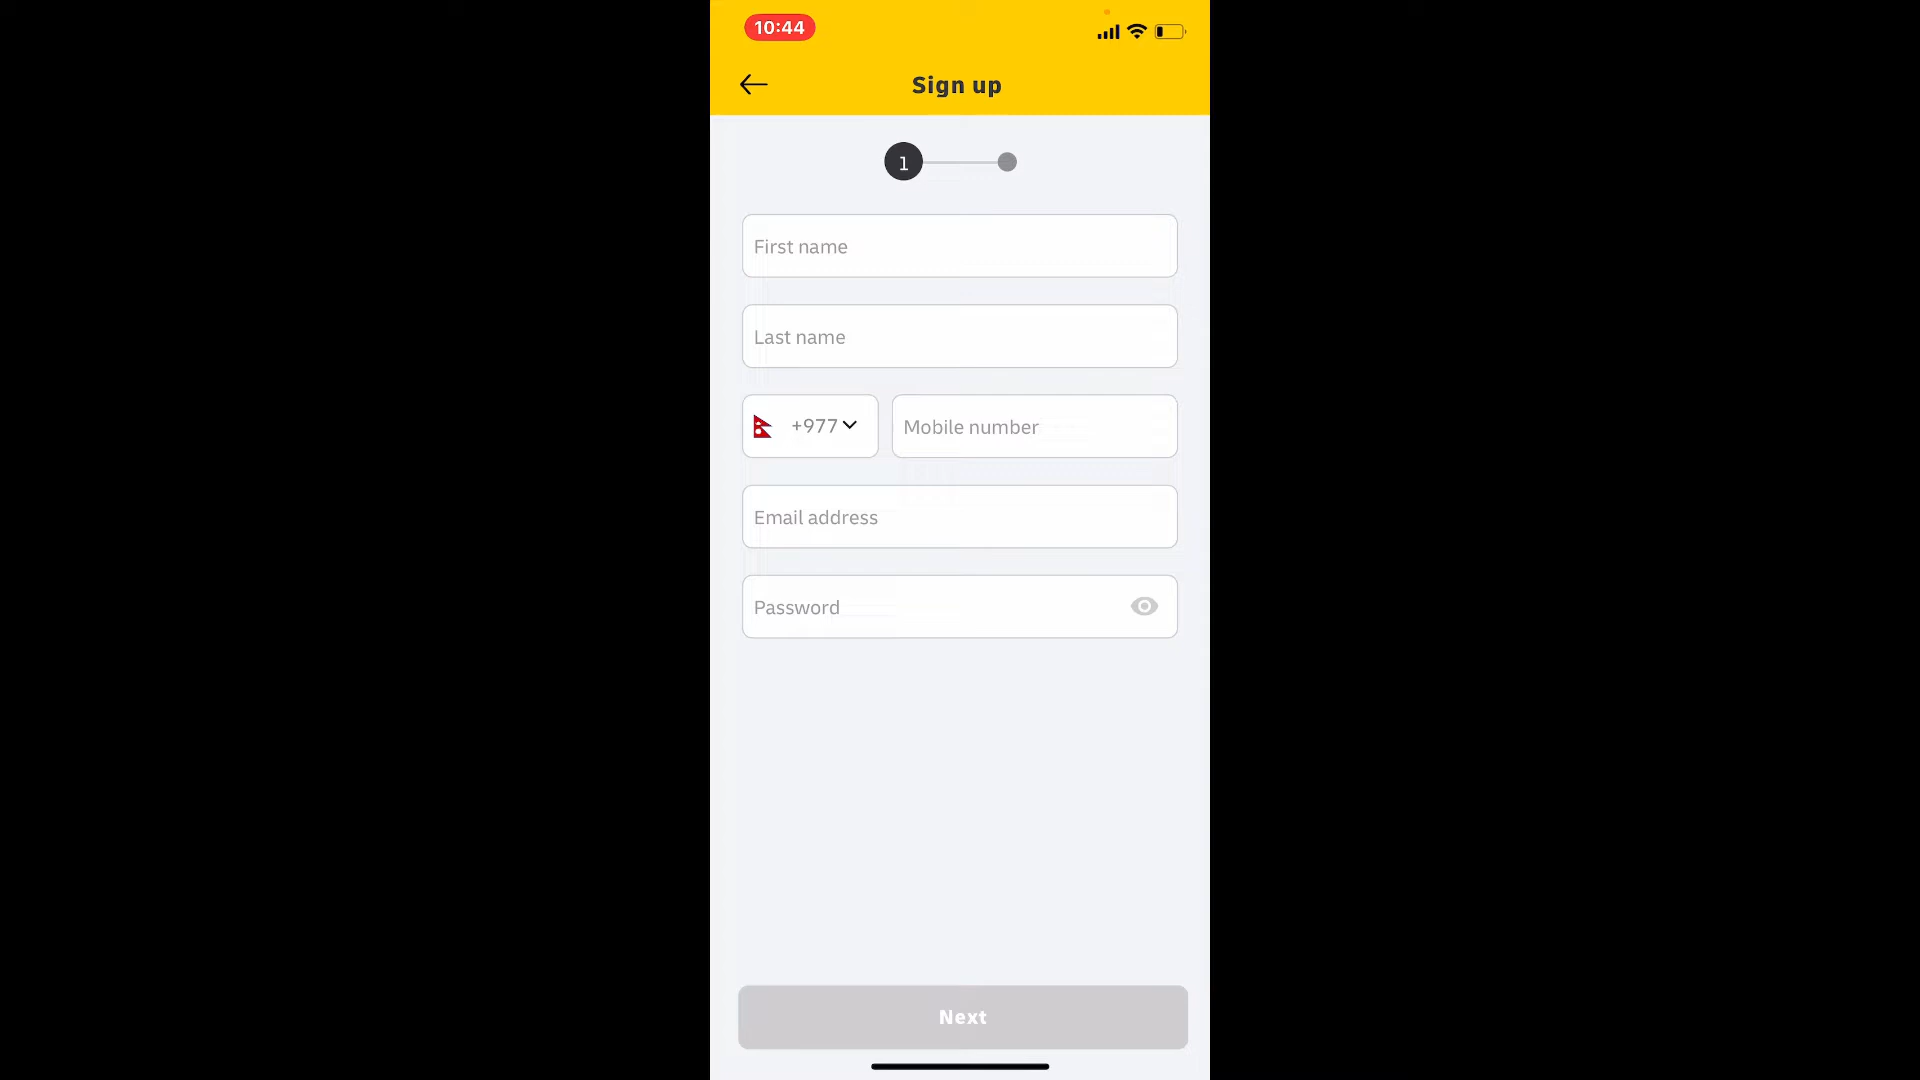 10:44
Sign up
1
First name
Last name
+977
Mobile number
Email address
Password
Next